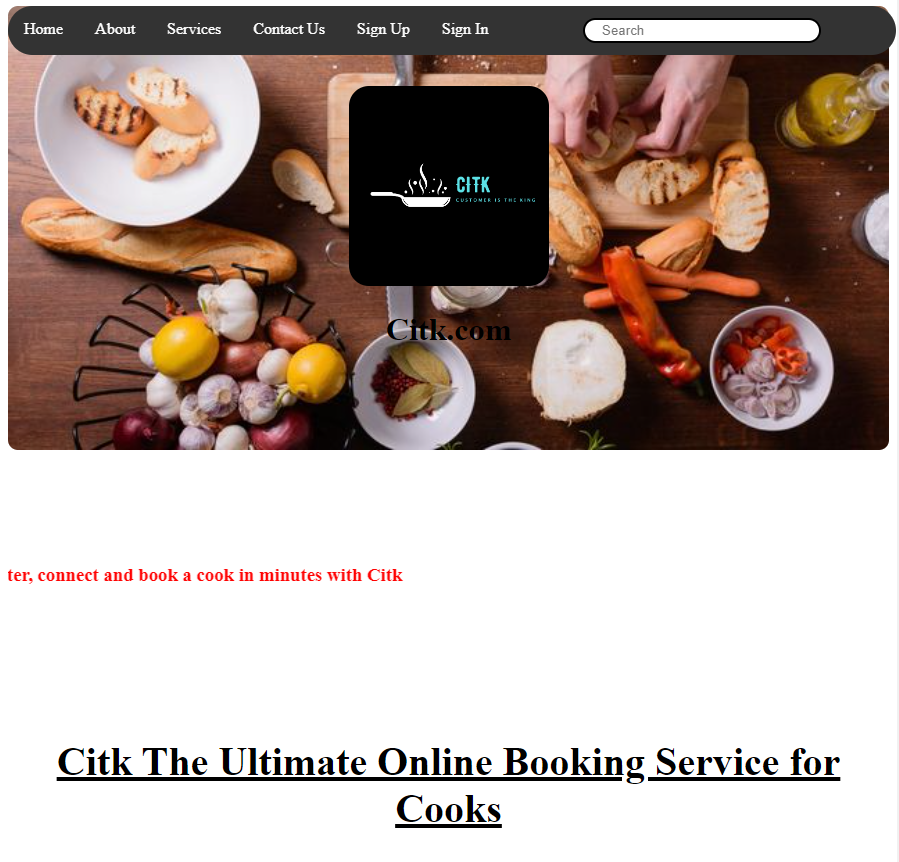 Home About Services Contact Us Sign Up Sign In Search
CITK
CUSTOMER IS THE KING
Citk.com
ter, connect and book a cook in minutes with Citk
Citk The Ultimate Online Booking Service for
Cooks